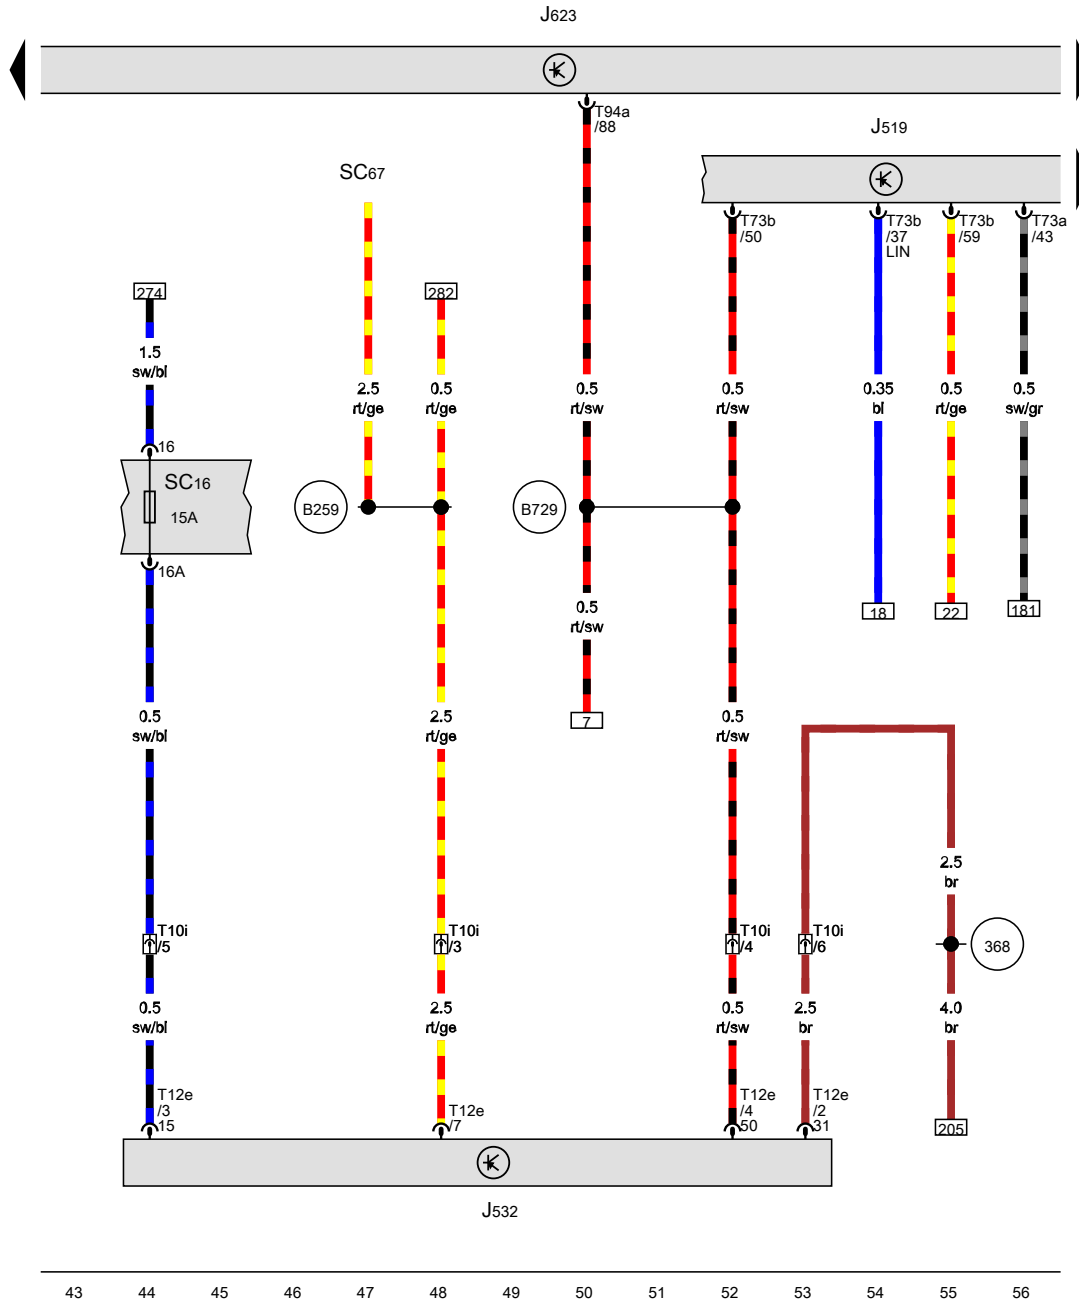 J623
T94a
/88
J519
SC67
T73b
/50
T73b
/37
LIN
T73b
/59
T73a
/43
274
282
1.5
sw/bl
2.5
rt/ge
0.5
rt/ge
0.5
rt/sw
0.5
rt/sw
0.35
bl
0.5
rt/ge
0.5
sw/gr
16
SC16
15A
16A
B259
B729
0.5
rt/sw
18
22
181
7
0.5
sw/bl
2.5
rt/ge
0.5
rt/sw
2.5
br
T10i
/5
T10i
/3
T10i
/4
T10i
/6
368
0.5
sw/bl
2.5
rt/ge
0.5
rt/sw
2.5
br
4.0
br
T12e
/3
15
T12e
/7
T12e
/4
50
T12e
/2
31
205
J532
43 44 45 46 47 48 49 50 51 52 53 54 55 56